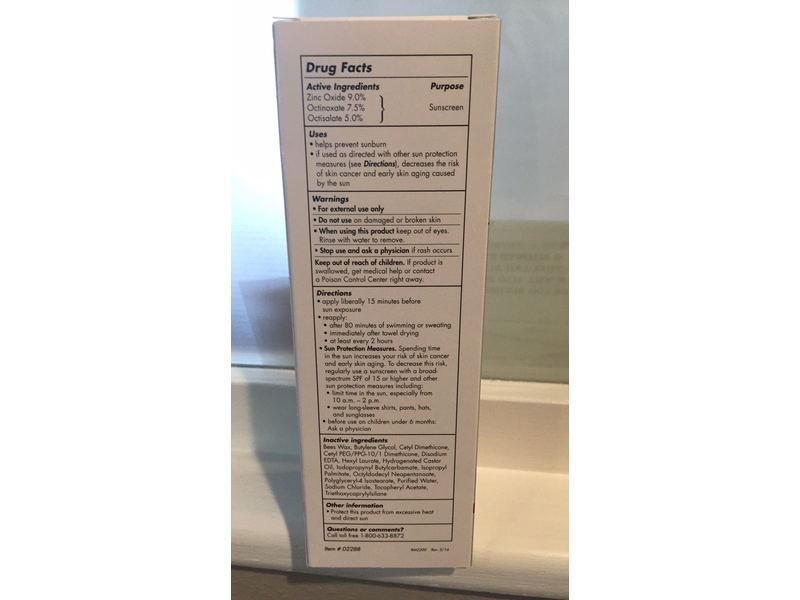 Drug Facts
Active Ingredients Purpose
Zinc Oxide 9.0%
Octinoxate 7.5% Sunscreen
Octisalate 5.0%
Uses
• helps prevent sunburn
• if used as directed with other sun protection
measures (see Directions), decreases the risk
of skin cancer and early skin aging caused
by the sun
Warnings
• For external use only
• Do not use on damaged or broken skin
• When using this product keep out of eyes.
Rinse with water to remove.
• Stop use and ask a physician if rash occurs
Keep out of reach of children. If product is
swallowed, get medical help or contact
a Poison Control Center right away.
Directions
• apply liberally 15 minutes before
sun exposure
• reapply:
• after 80 minutes of swimming or sweating
• immediately after towel drying
• at least every 2 hours
• Sun Protection Measures. Spending time
in the sun increases your risk of skin cancer
and early skin aging. To decrease this risk,
regularly use a sunscreen with a broad-
spectrum SPF of 15 or higher and other
sun protection measures including:
• limit time in the sun, especially from
10 a.m. – 2 p.m.
• wear long-sleeve shirts, pants, hats,
and sunglasses
• before use on children under 6 months:
Ask a physician
Inactive ingredients
Bees Wax, Butylene Glycol, Cetyl Dimethicone,
Cetyl PEG/PPG-10/1 Dimethicone, Disodium
EDTA, Hexyl Laurate, Hydrogenated Castor
Oil, Iodopropynyl Butylcarbamate, Isopropyl
Palmitate, Octyldodecyl Neopentanoate,
Polyglyceryl-4 Isostearate, Purified Water,
Sodium Chloride, Tocopheryl Acetate,
Triethoxycaprylylsilane
Other information
• Protect this product from excessive heat
and direct sun
Questions or comments?
Call toll free 1-800-633-8872
Item # 02288 Rev. 5/16